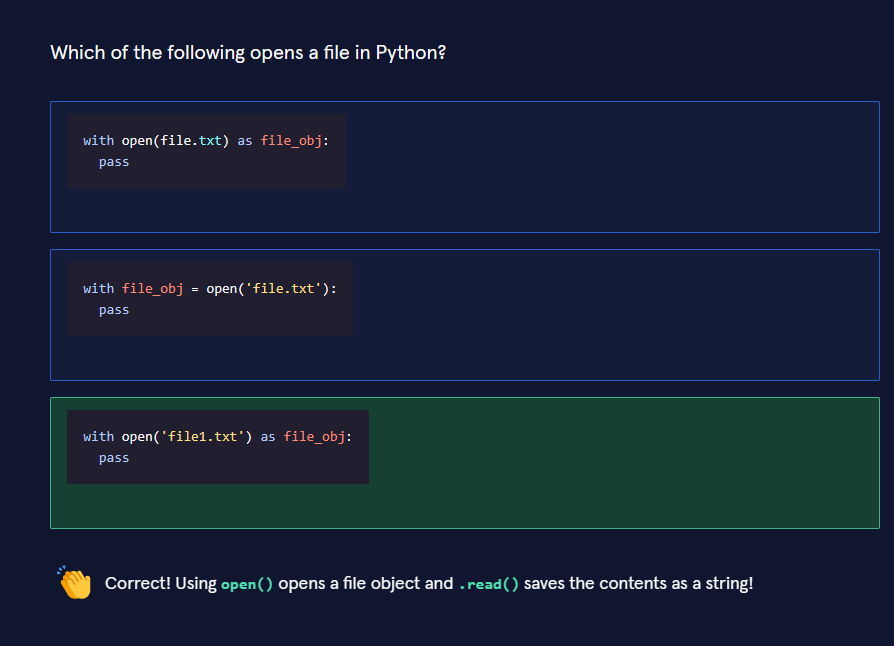 Which of the following opens a file in Python?
with open(file.txt) as file_obj:
  pass
with file_obj = open('file.txt'):
  pass
with open('file1.txt') as file_obj:
  pass
Correct! Using open() opens a file object and .read() saves the contents as a string!